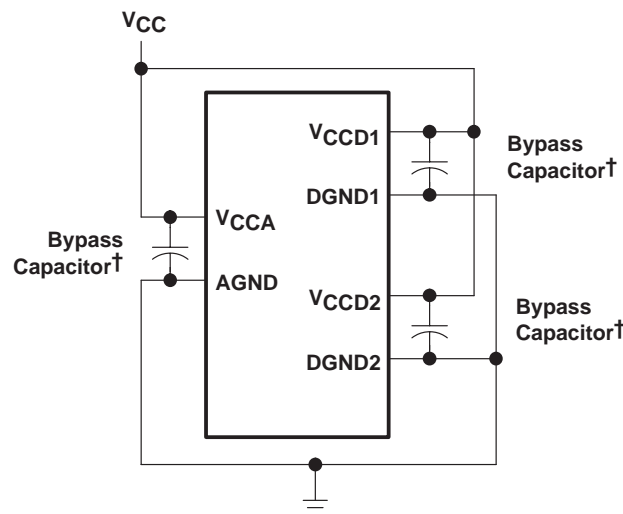 VCC
VCCD1
Bypass
Capacitor†
DGND1
VCCA
Bypass
Capacitor†
AGND
VCCD2
Bypass
Capacitor†
DGND2